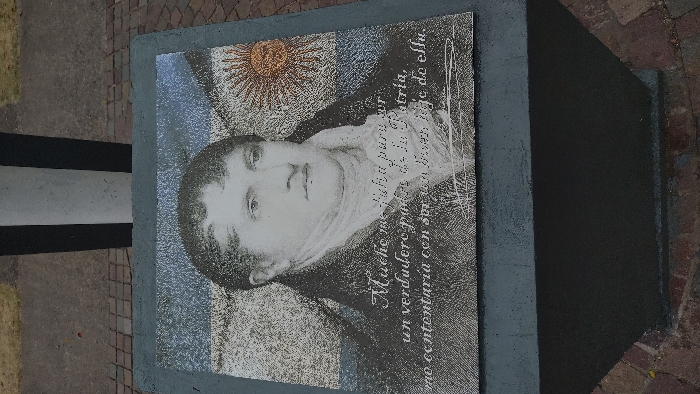 Mucho me falta para ser
un verdadero padre de la Patria,
me contentaría con ser un buen hijo de ella.